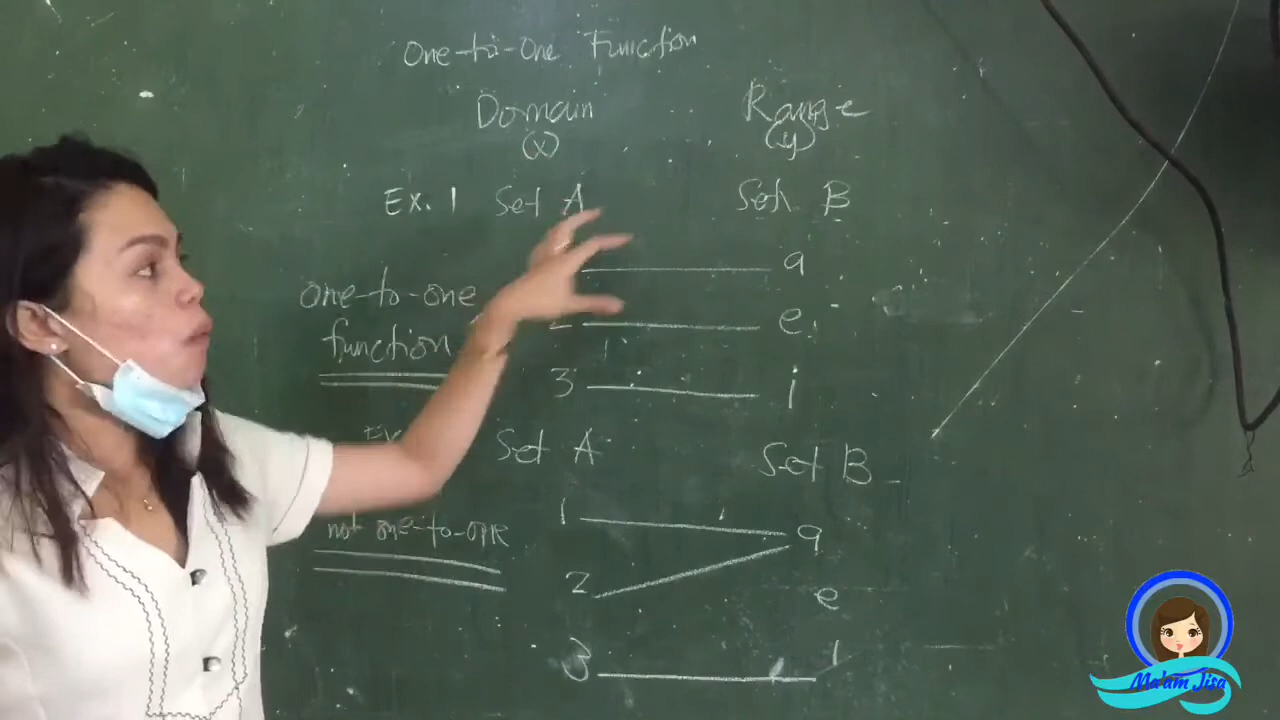 One-to-One Function
Domain Range
(x) (y)
Ex. 1 Set A Set B
a
one-to-one
function
2 e
3 i
Ex Set A Set B
1 a
not one-to-one
2
e
3 i
Ma'am Jisa